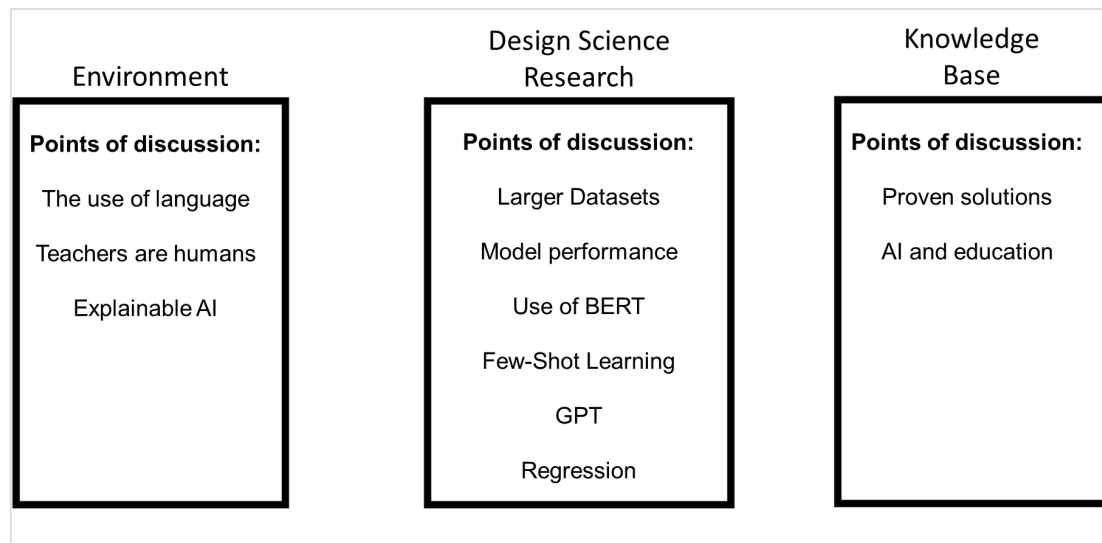 Environment
Points of discussion:
The use of language
Teachers are humans
Explainable AI
Design Science
Research
Points of discussion:
Larger Datasets
Model performance
Use of BERT
Few-Shot Learning
GPT
Regression
Knowledge
Base
Points of discussion:
Proven solutions
AI and education